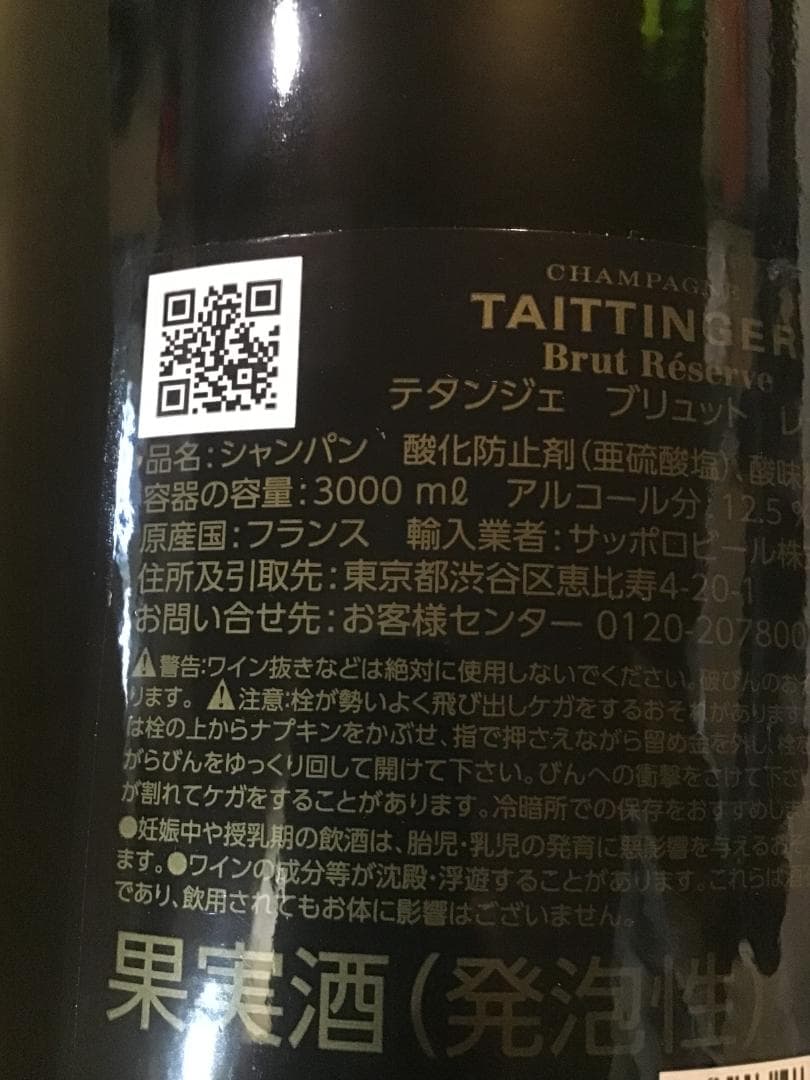 CHAMPAGNE
TAITTINGER
Brut Réserve
テタンジェ ブリュット レ
品名:シャンパン 酸化防止剤(亜硫酸塩)、酸味
容器の容量:3000 mℓ アルコール分:12.5%
原産国:フランス 輸入業者:サッポロビール株
住所及引取先:東京都渋谷区恵比寿4-20-1
お問い合せ先:お客様センター 0120-207800
⚠警告:ワイン抜きなどは絶対に使用しないでください。破びんのお
ります。⚠注意:栓が勢いよく飛び出しケガをするおそれがあります
は栓の上からナプキンをかぶせ、指で押さえながら留め金を外し、栓を
がらびんをゆっくり回して開けて下さい。びんへの衝撃をさけて下さ
が割れてケガをすることがあります。冷暗所での保存をおすすめしま
●妊娠中や授乳期の飲酒は、胎児・乳児の発育に悪影響を与えるお
ます。●ワインの成分等が沈殿・浮遊することがあります。これらは
であり、飲用されてもお体に影響はございません。
果実酒(発泡性)